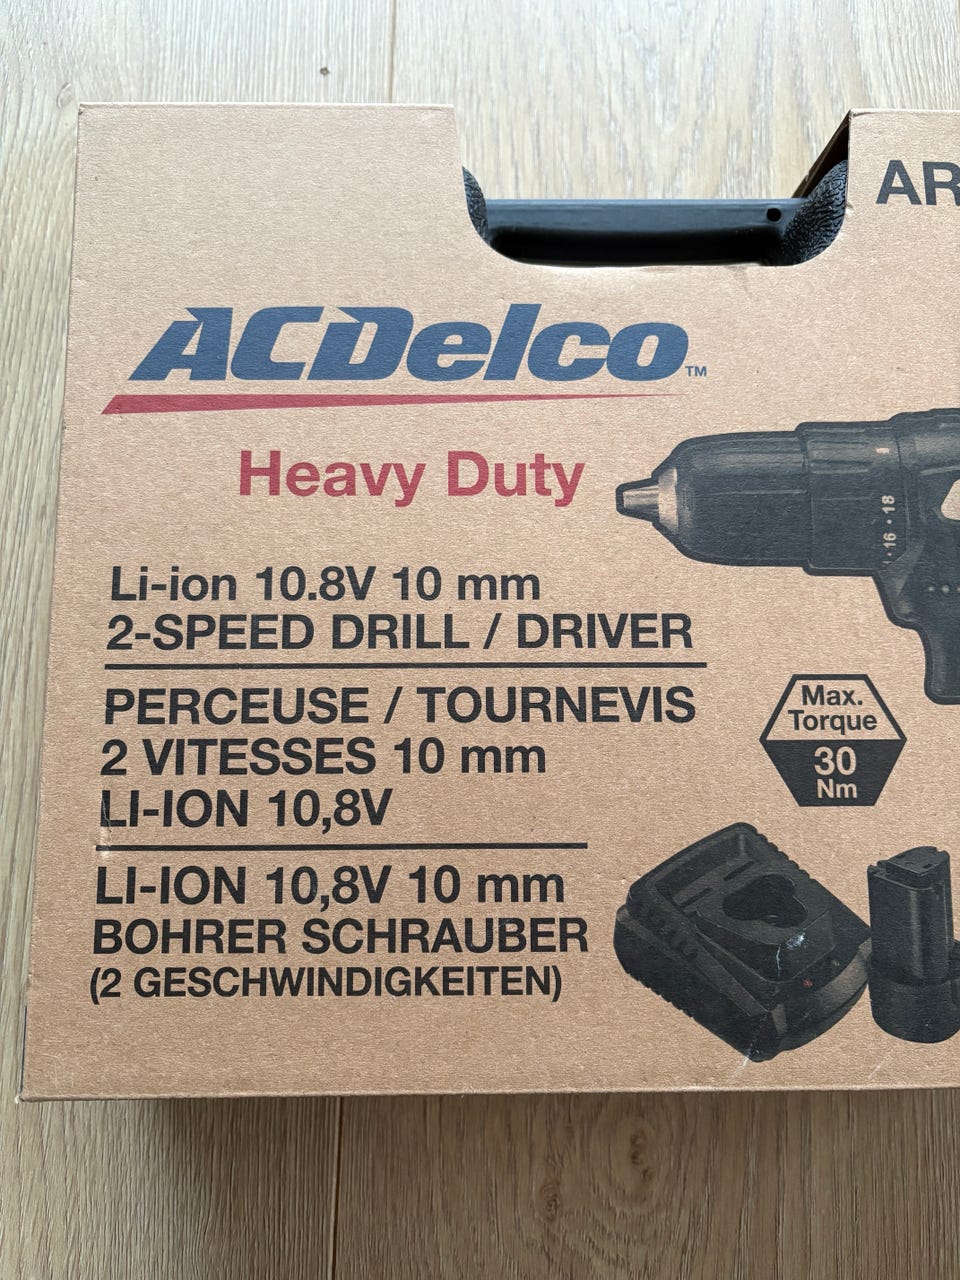 AR
ACDelco™
Heavy Duty
16 • 18
Li-ion 10.8V 10 mm
2-SPEED DRILL / DRIVER
PERCEUSE / TOURNEVIS
2 VITESSES 10 mm
LI-ION 10,8V
Max.
Torque
30
Nm
LI-ION 10,8V 10 mm
BOHRER SCHRAUBER
(2 GESCHWINDIGKEITEN)